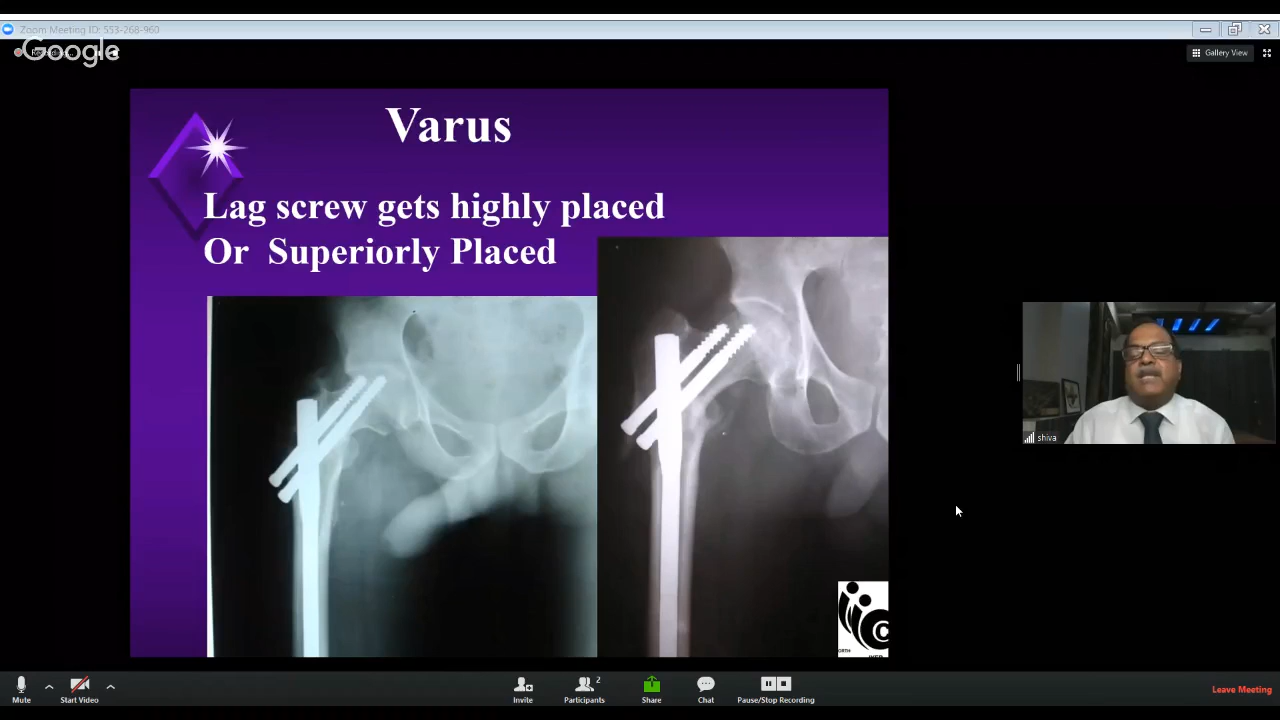 Zoom Meeting ID: 553-268-960
Google
Gallery View
Varus
Lag screw gets highly placed
Or Superiorly Placed
shiva
ORTH
Mute
Start Video
Invite
Participants
2
Share
Chat
Pause/Stop Recording
Leave Meeting